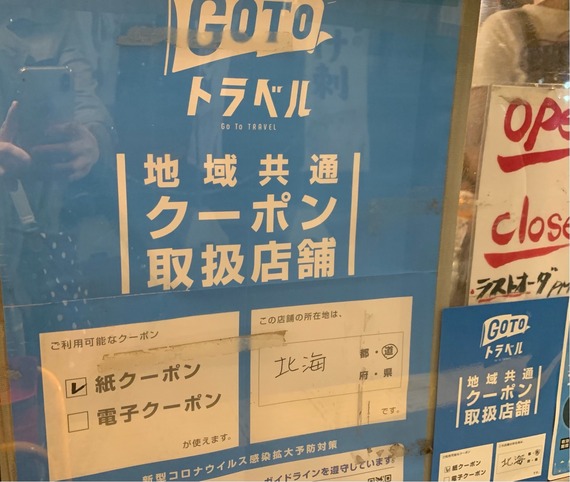 GOTO
トラベル
Go To TRAVEL
地域共通
クーポン
取扱店舗
ご利用可能なクーポン
紙クーポン
電子クーポン
が使えます。
この店舗の所在地は、
北海
都・道
府・県
です。
新型コロナウイルス感染拡大予防対策
ガイドラインを遵守しています!
ope
close
ラストオーダ
GOTO
トラベル
地域共通
クーポン
取扱店舗
紙クーポン
電子クーポン
北海